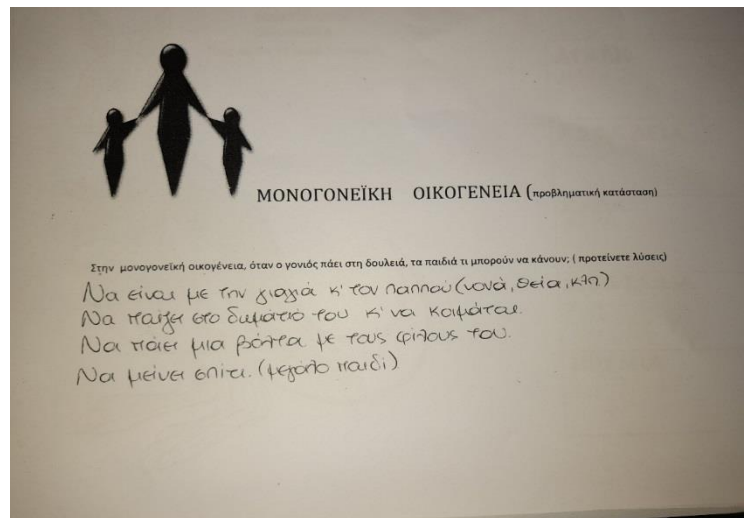 ΜΟΝΟΓΟΝΕΪΚΗ ΟΙΚΟΓΕΝΕΙΑ (προβληματική κατάσταση)
Στην μονογονεϊκή οικογένεια, όταν ο γονιός πάει στη δουλειά, τα παιδιά τι μπορούν να κάνουν; ( προτείνετε λύσεις)
Να είναι με την γιαγιά κ' τον παππού (νονά, θεία, κλπ)
Να παίζει στο δωμάτιό του κ' να κοιμάται.
Να πάει μια βόλτα με τους φίλους του.
Να μείνει σπίτι. (μεγάλο παιδί)